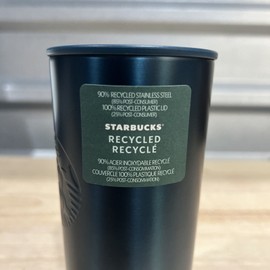 90% RECYCLED STAINLESS STEEL
(85% POST-CONSUMER)
100% RECYCLED PLASTIC LID
(25% POST-CONSUMER)
STARBUCKS™
RECYCLED
RECYCLÉ
90% ACIER INOXYDABLE RECYCLÉ
(85% POST-CONSOMMATION)
COUVERCLE 100% PLASTIQUE RECYCLÉ
(25% POST-CONSOMMATION)